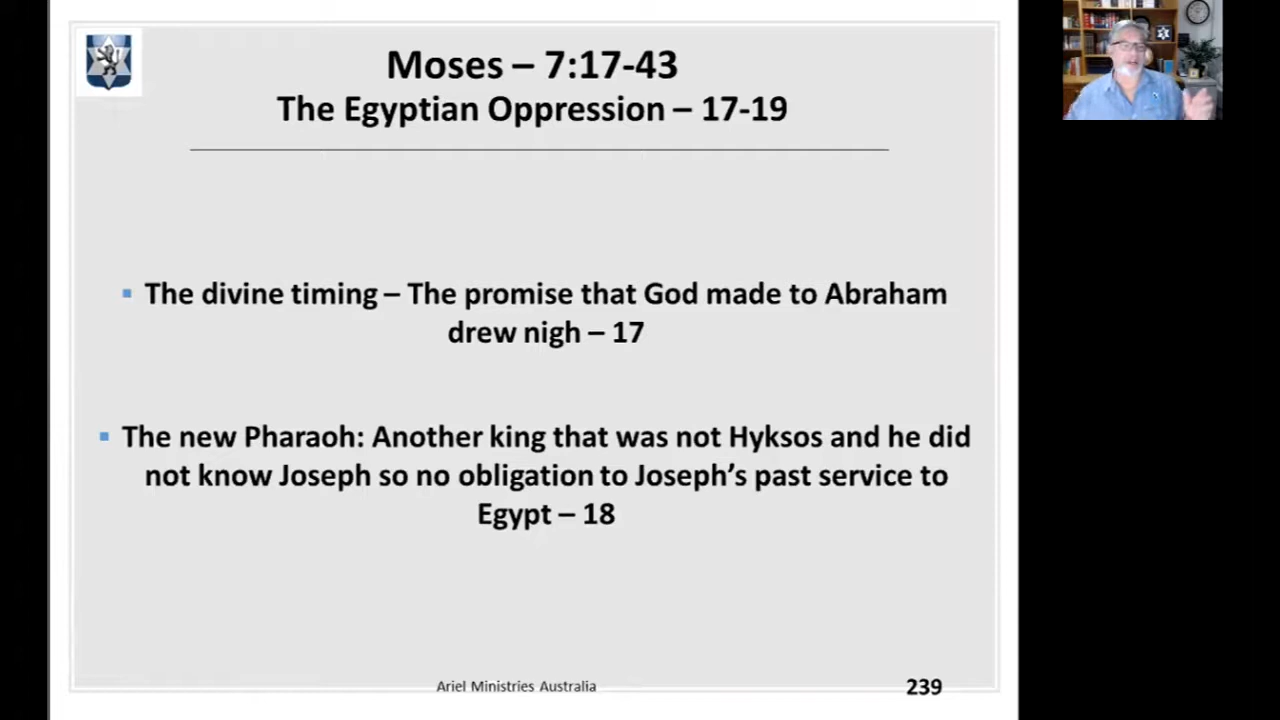 Moses – 7:17-43
The Egyptian Oppression – 17-19
▪ The divine timing – The promise that God made to Abraham
drew nigh – 17
▪ The new Pharaoh: Another king that was not Hyksos and he did
not know Joseph so no obligation to Joseph’s past service to
Egypt – 18
Ariel Ministries Australia
239